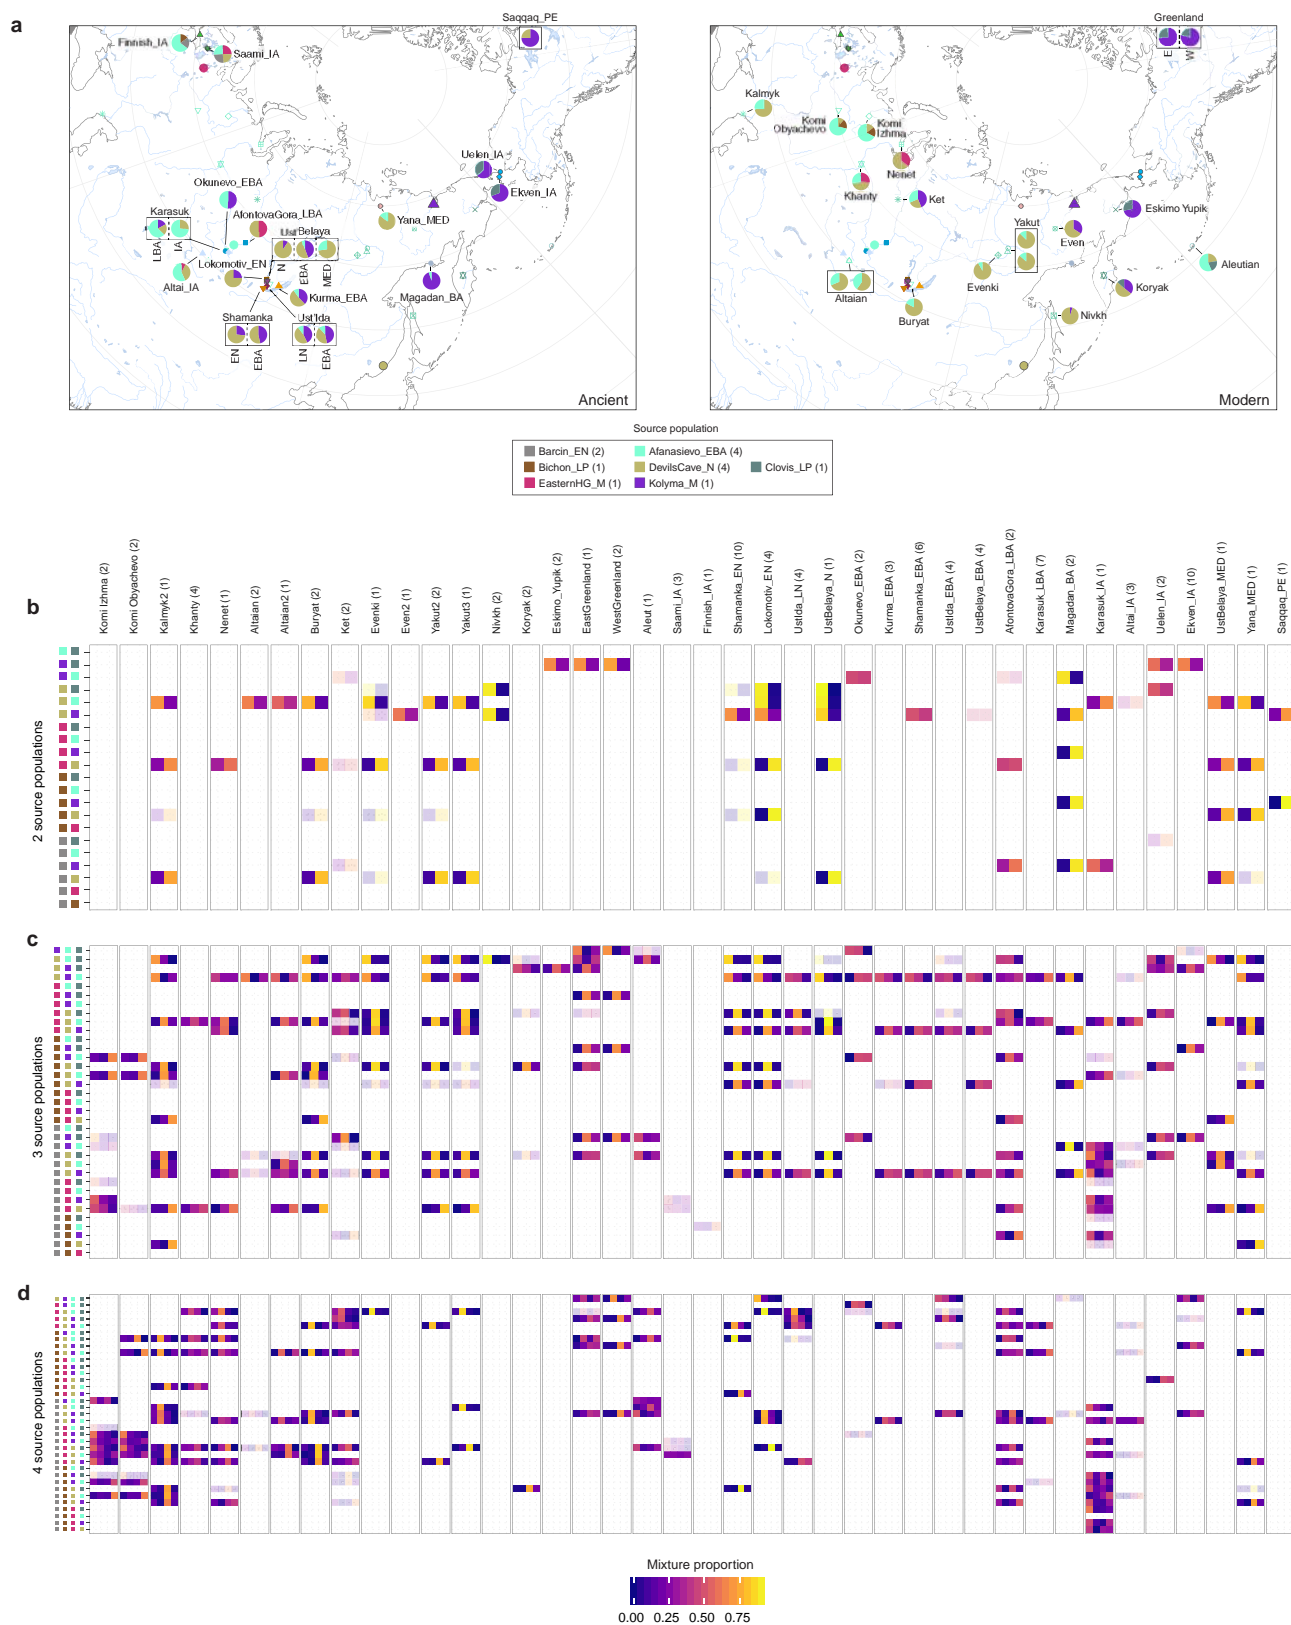 a
Saqqaq_PE
Finnish_IA
Saami_IA
Uelen_IA
Ekven_IA
Okunevo_EBA
Karasuk
AfontovaGora_LBA
Yana_MED
LBA
IA
UstBelaya
N
EBA
MED
Lokomotiv_EN
Altai_IA
Magadan_BA
Kurma_EBA
Shamanka
UstIda
EN
EBA
LN
EBA
Ancient
Greenland
E
W
Kalmyk
Komi
Obyachevo
Komi
Izhma
Nenet
Khanty
Ket
Eskimo Yupik
Yakut
Even
Aleutian
Evenki
Altaian
Koryak
Buryat
Nivkh
Modern
Source population
Barcin_EN (2)
Afanasievo_EBA (4)
Bichon_LP (1)
DevilsCave_N (4)
Clovis_LP (1)
EasternHG_M (1)
Kolyma_M (1)
b
Komi Izhma (2)
Komi Obyachevo (2)
Kalmyk2 (1)
Khanty (4)
Nenet (1)
Altaian (2)
Altaian2 (1)
Buryat (2)
Ket (2)
Evenki (1)
Even2 (1)
Yakut2 (2)
Yakut3 (1)
Nivkh (2)
Koryak (2)
Eskimo_Yupik (2)
EastGreenland (1)
WestGreenland (2)
Aleut (1)
Saami_IA (3)
Finnish_IA (1)
Shamanka_EN (10)
Lokomotiv_EN (4)
UstIda_LN (4)
UstBelaya_N (1)
Okunevo_EBA (2)
Kurma_EBA (3)
Shamanka_EBA (6)
UstIda_EBA (4)
UstBelaya_EBA (4)
AfontovaGora_LBA (2)
Karasuk_LBA (7)
Magadan_BA (2)
Karasuk_IA (1)
Altai_IA (3)
Uelen_IA (2)
Ekven_IA (10)
UstBelaya_MED (1)
Yana_MED (1)
Saqqaq_PE (1)
2 source populations
c
3 source populations
d
4 source populations
Mixture proportion
0.00 0.25 0.50 0.75